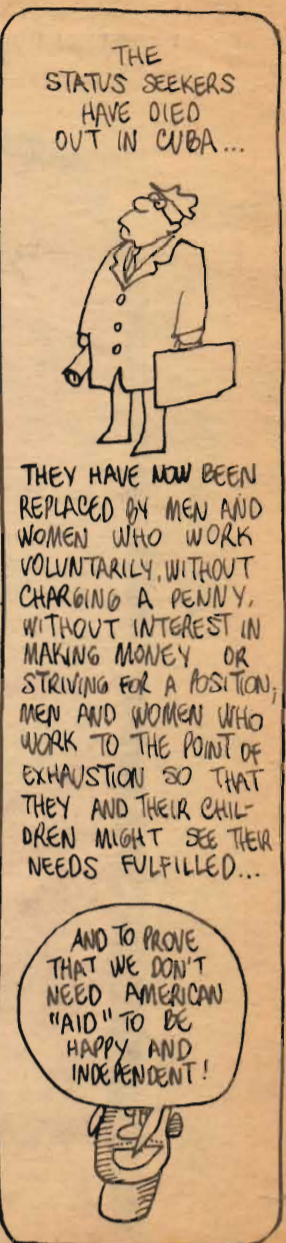 THE
STATUS SEEKERS
HAVE DIED
OUT IN CUBA...
THEY HAVE NOW BEEN
REPLACED BY MEN AND
WOMEN WHO WORK
VOLUNTARILY, WITHOUT
CHARGING A PENNY,
WITHOUT INTEREST IN
MAKING MONEY OR
STRIVING FOR A POSITION;
MEN AND WOMEN WHO
WORK TO THE POINT OF
EXHAUSTION SO THAT
THEY AND THEIR CHIL-
DREN MIGHT SEE THEIR
NEEDS FULFILLED...
AND TO PROVE
THAT WE DON'T
NEED AMERICAN
"AID" TO BE
HAPPY AND
INDEPENDENT!